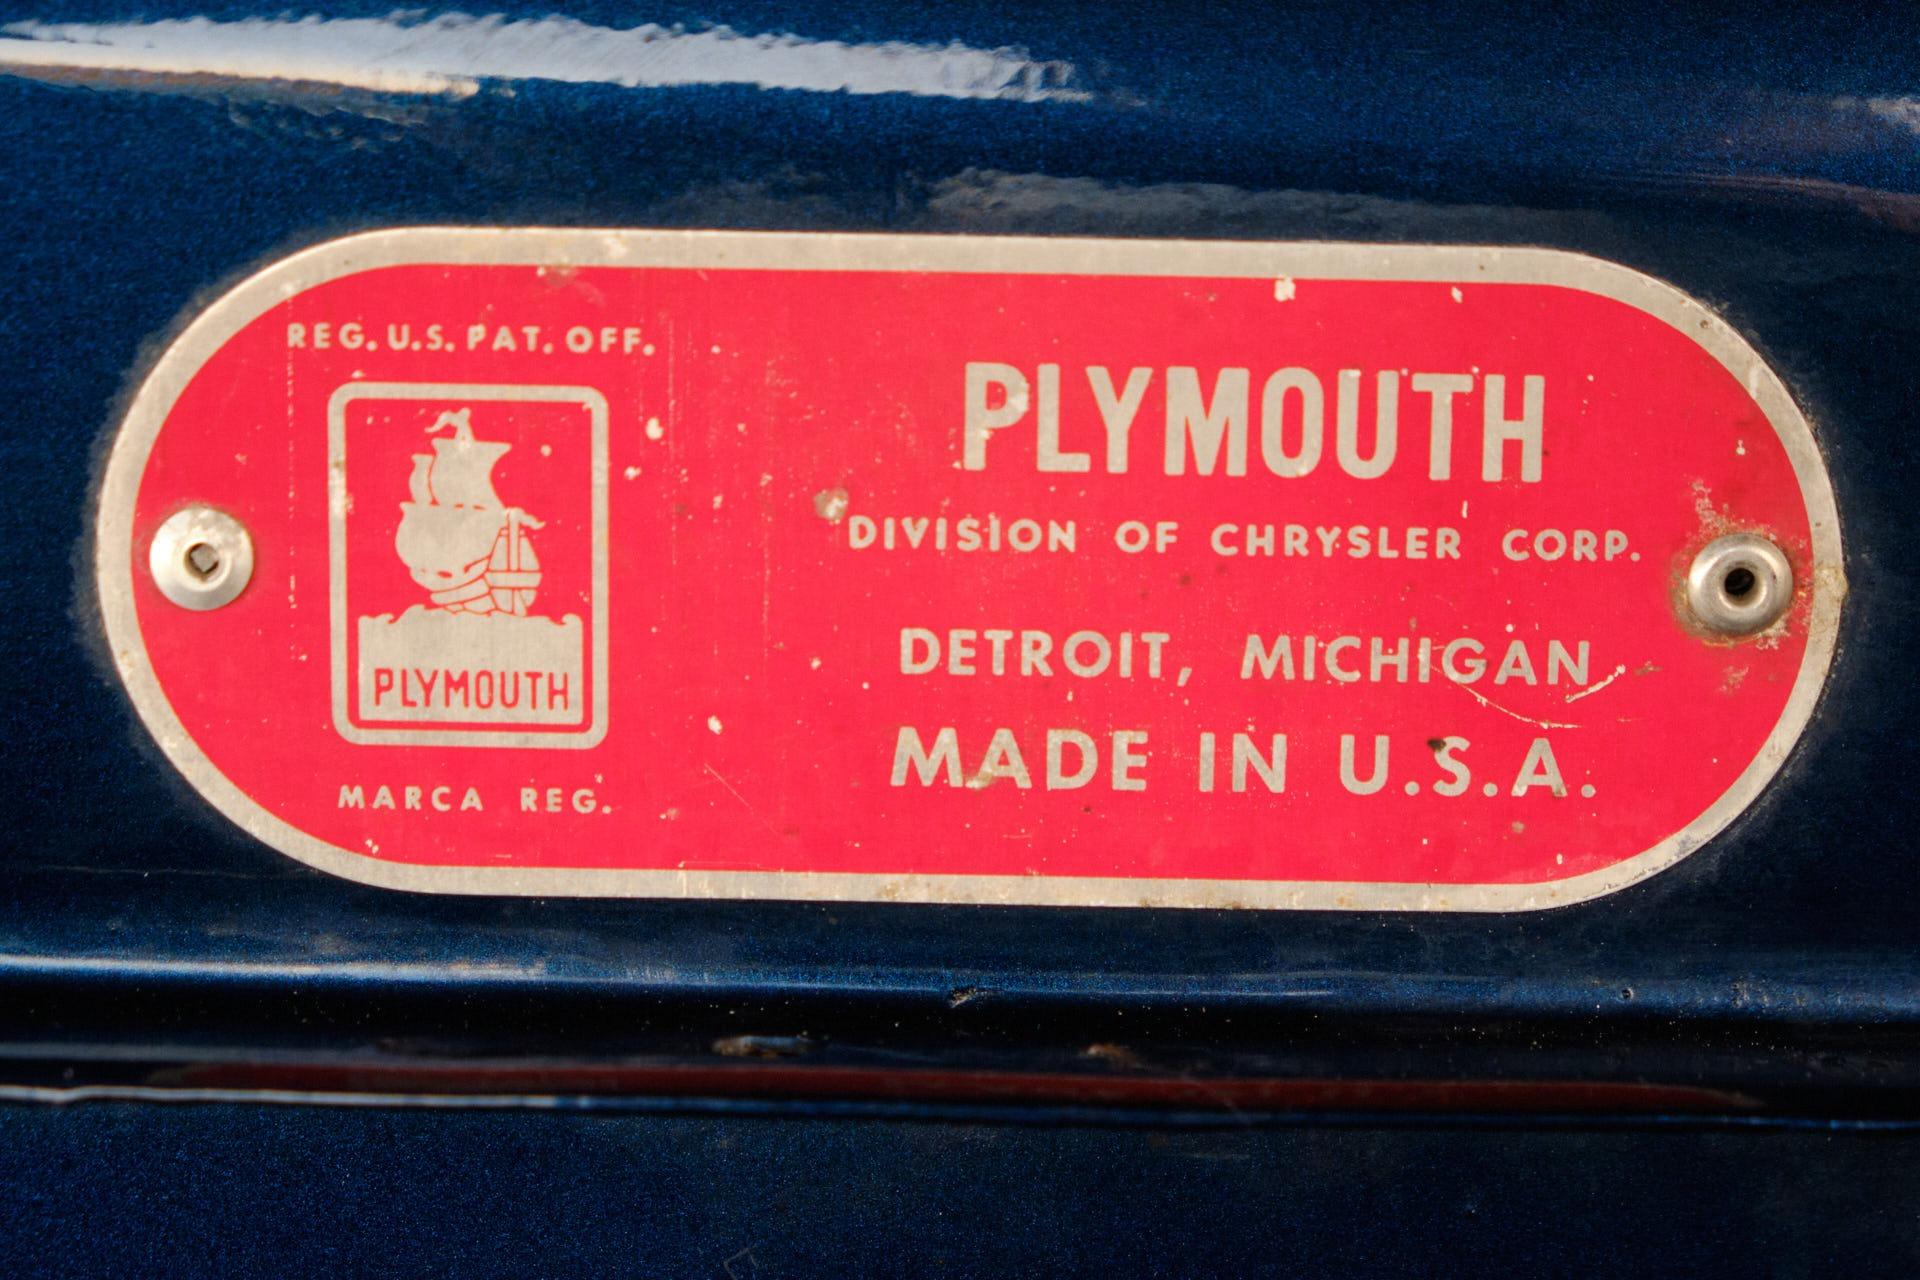 REG. U.S. PAT. OFF.
PLYMOUTH
MARCA REG.
PLYMOUTH
DIVISION OF CHRYSLER CORP.
DETROIT, MICHIGAN
MADE IN U.S.A.